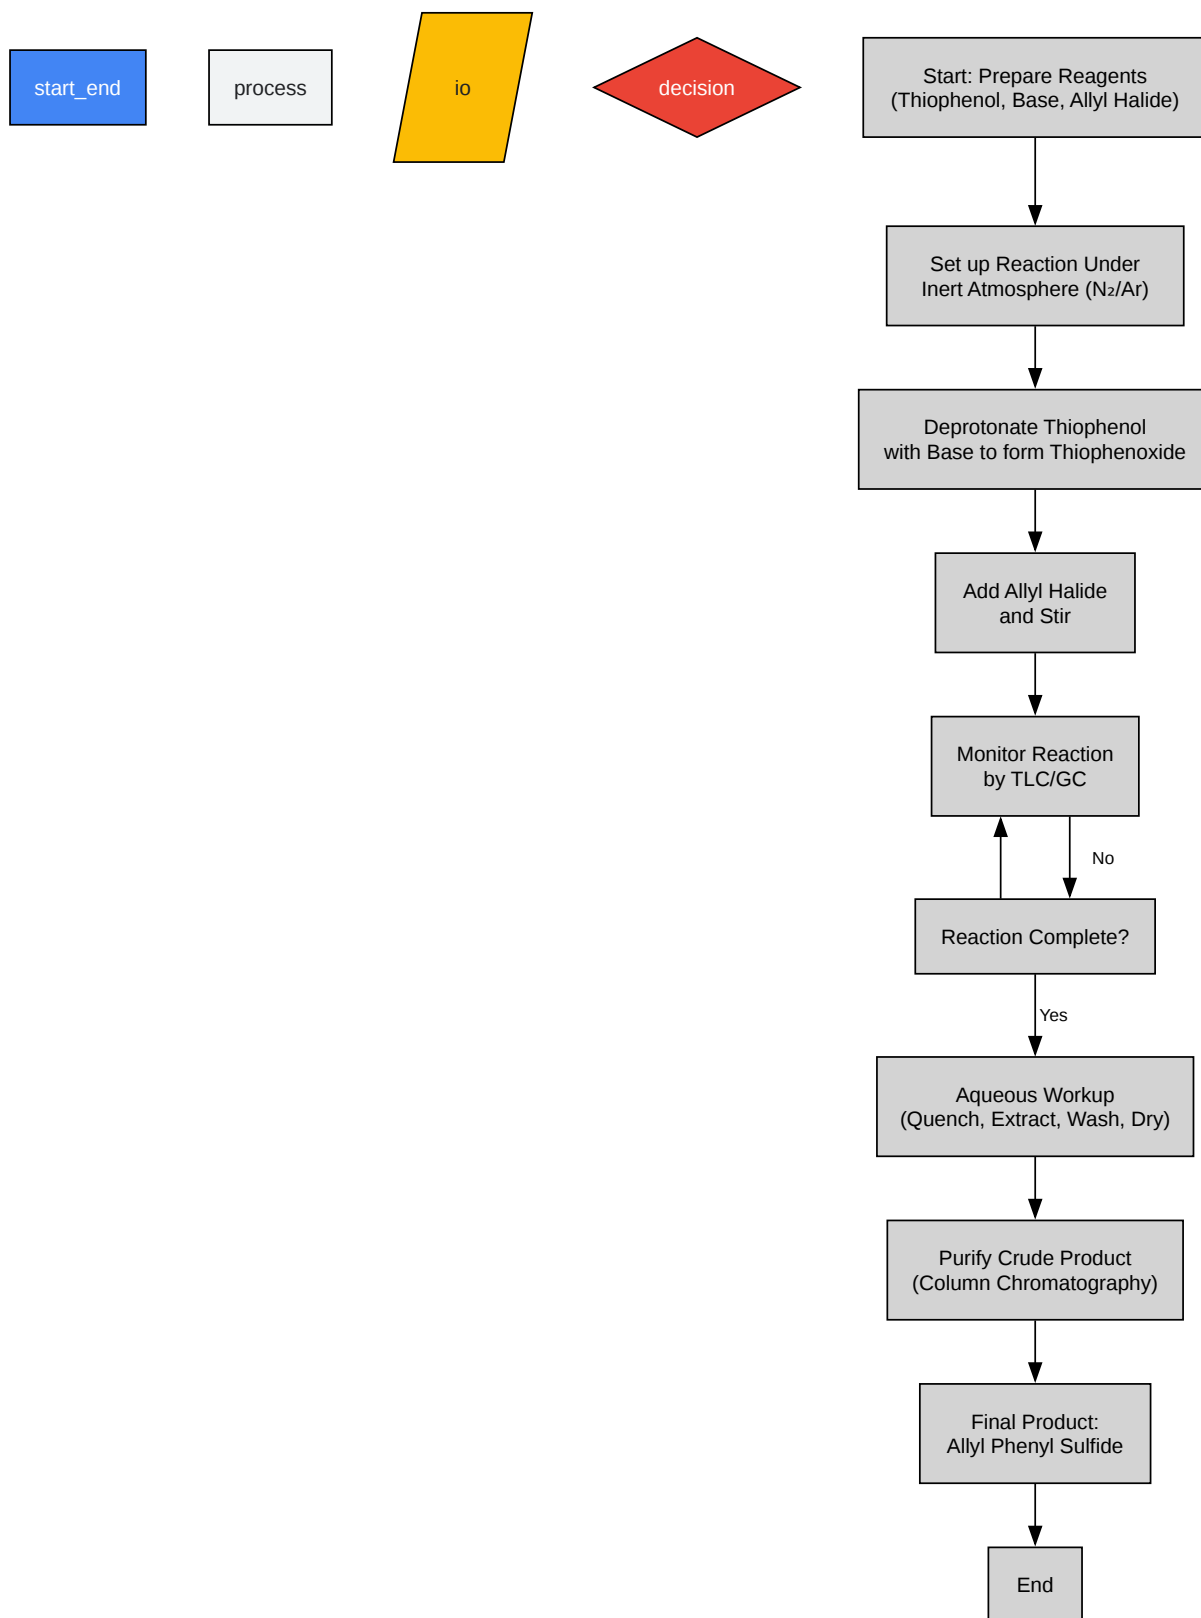 start_end
process
io
decision
Start: Prepare Reagents
(Thiophenol, Base, Allyl Halide)
Set up Reaction Under
Inert Atmosphere (N₂/Ar)
Deprotonate Thiophenol
with Base to form Thiophenoxide
Add Allyl Halide
and Stir
Monitor Reaction
by TLC/GC
No
Reaction Complete?
Yes
Aqueous Workup
(Quench, Extract, Wash, Dry)
Purify Crude Product
(Column Chromatography)
Final Product:
Allyl Phenyl Sulfide
End